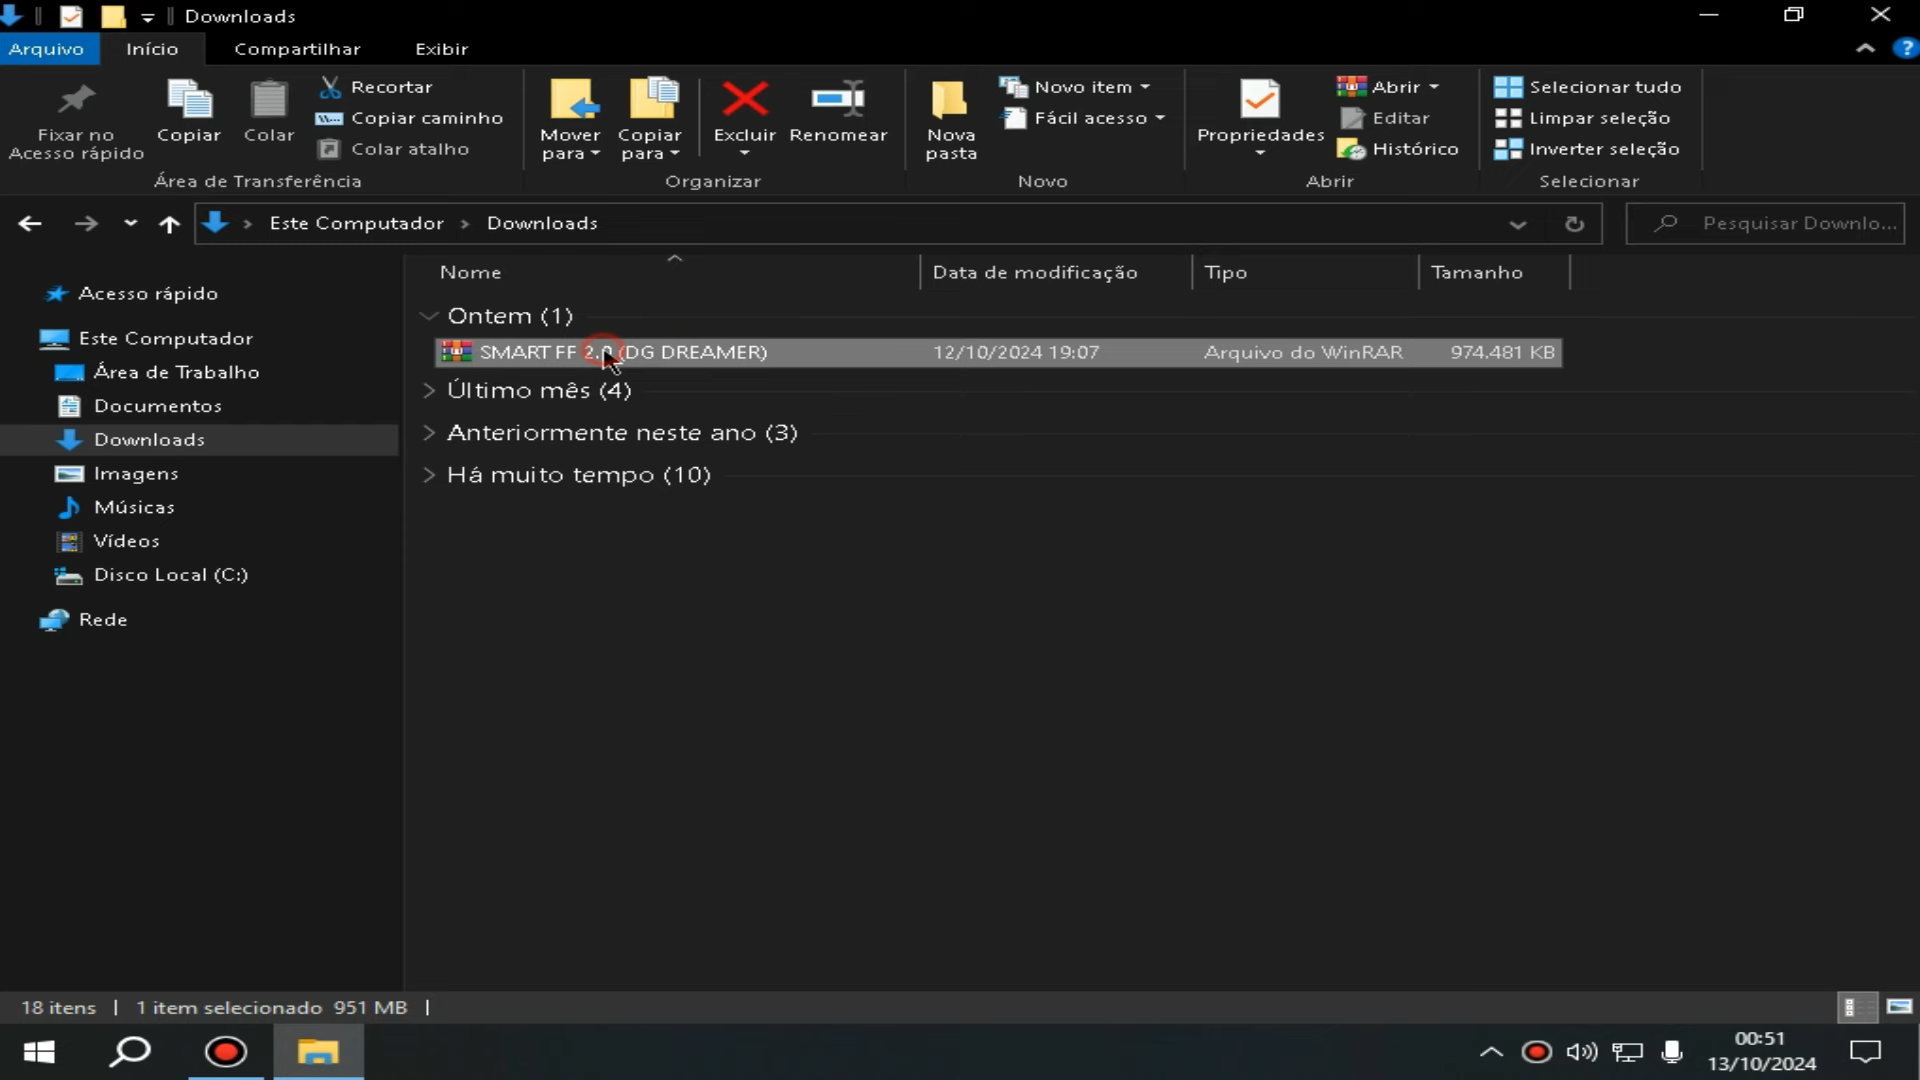 Downloads
Arquivo Início Compartilhar Exibir
Fixar no Acesso rápido
Copiar
Colar
Recortar
Copiar caminho
Colar atalho
Área de Transferência
Mover para
Copiar para
Excluir
Renomear
Organizar
Nova pasta
Novo item
Fácil acesso
Novo
Propriedades
Abrir
Editar
Histórico
Abrir
Selecionar tudo
Limpar seleção
Inverter seleção
Selecionar
Este Computador Downloads
Pesquisar Downlo...
Acesso rápido
Este Computador
Área de Trabalho
Documentos
Downloads
Imagens
Músicas
Vídeos
Disco Local (C:)
Rede
Nome Data de modificação Tipo Tamanho
Ontem (1)
SMART FF 2.0 (DG DREAMER) 12/10/2024 19:07 Arquivo do WinRAR 974.481 KB
Último mês (4)
Anteriormente neste ano (3)
Há muito tempo (10)
18 itens 1 item selecionado 951 MB
00:51
13/10/2024